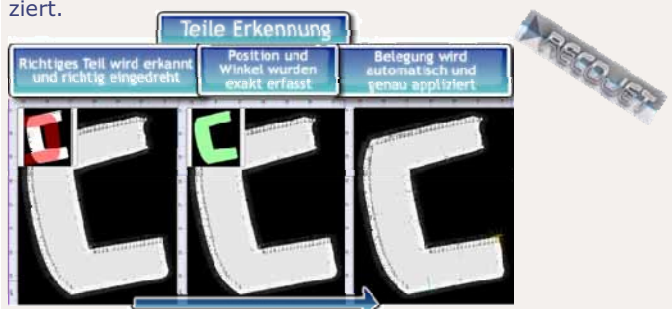 ziert.
Teile Erkennung
Richtiges Teil wird erkannt
und richtig eingedreht
Position und
Winkel wurden
exakt erfasst
Belegung wird
automatisch und
genau appliziert
RECOJET